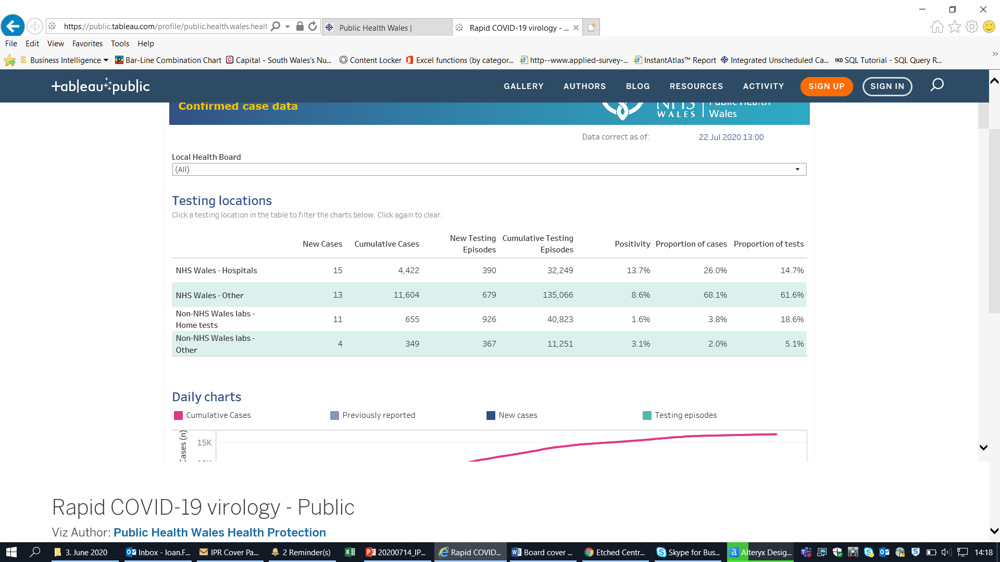 https://public.tableau.com/profile/public.health.wales.healt
Public Health Wales |
Rapid COVID-19 virology - ...
File Edit View Favorites Tools Help
Business Intelligence
Bar-Line Combination Chart
Capital - South Wales's Nu...
Content Locker
Excel functions (by categor...
http--www.applied-survey-...
InstantAtlas™ Report
Integrated Unscheduled Ca...
1KD SQL Tutorial - SQL Query R...
+ableau public
GALLERY AUTHORS BLOG RESOURCES ACTIVITY SIGN UP SIGN IN
Confirmed case data
NHS WALES
Public Health Wales
Data correct as of: 22 Jul 2020 13:00
Local Health Board
(All)
Testing locations
Click a testing location in the table to filter the charts below. Click again to clear.
New Cases Cumulative Cases New Testing Episodes Cumulative Testing Episodes Positivity Proportion of cases Proportion of tests
NHS Wales - Hospitals 15 4,422 390 32,249 13.7% 26.0% 14.7%
NHS Wales - Other 13 11,604 679 135,066 8.6% 68.1% 61.6%
Non-NHS Wales labs - Home tests 11 655 926 40,823 1.6% 3.8% 18.6%
Non-NHS Wales labs - Other 4 349 367 11,251 3.1% 2.0% 5.1%
Daily charts
Cumulative Cases Previously reported New cases Testing episodes
Cases (n)
15K
Rapid COVID-19 virology - Public
Viz Author: Public Health Wales Health Protection
3. June 2020
Inbox - Ioan.F...
IPR Cover Pa...
2 Reminder(s)
20200714_IP...
Rapid COVID...
Board cover ...
Etched Centr...
Skype for Bus...
Alteryx Desig...
14:18